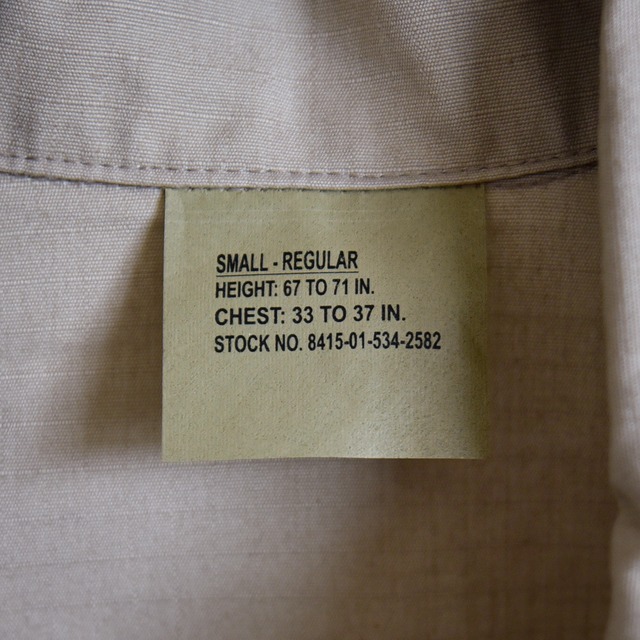 SMALL - REGULAR
HEIGHT: 67 TO 71 IN.
CHEST: 33 TO 37 IN.
STOCK NO. 8415-01-534-2582